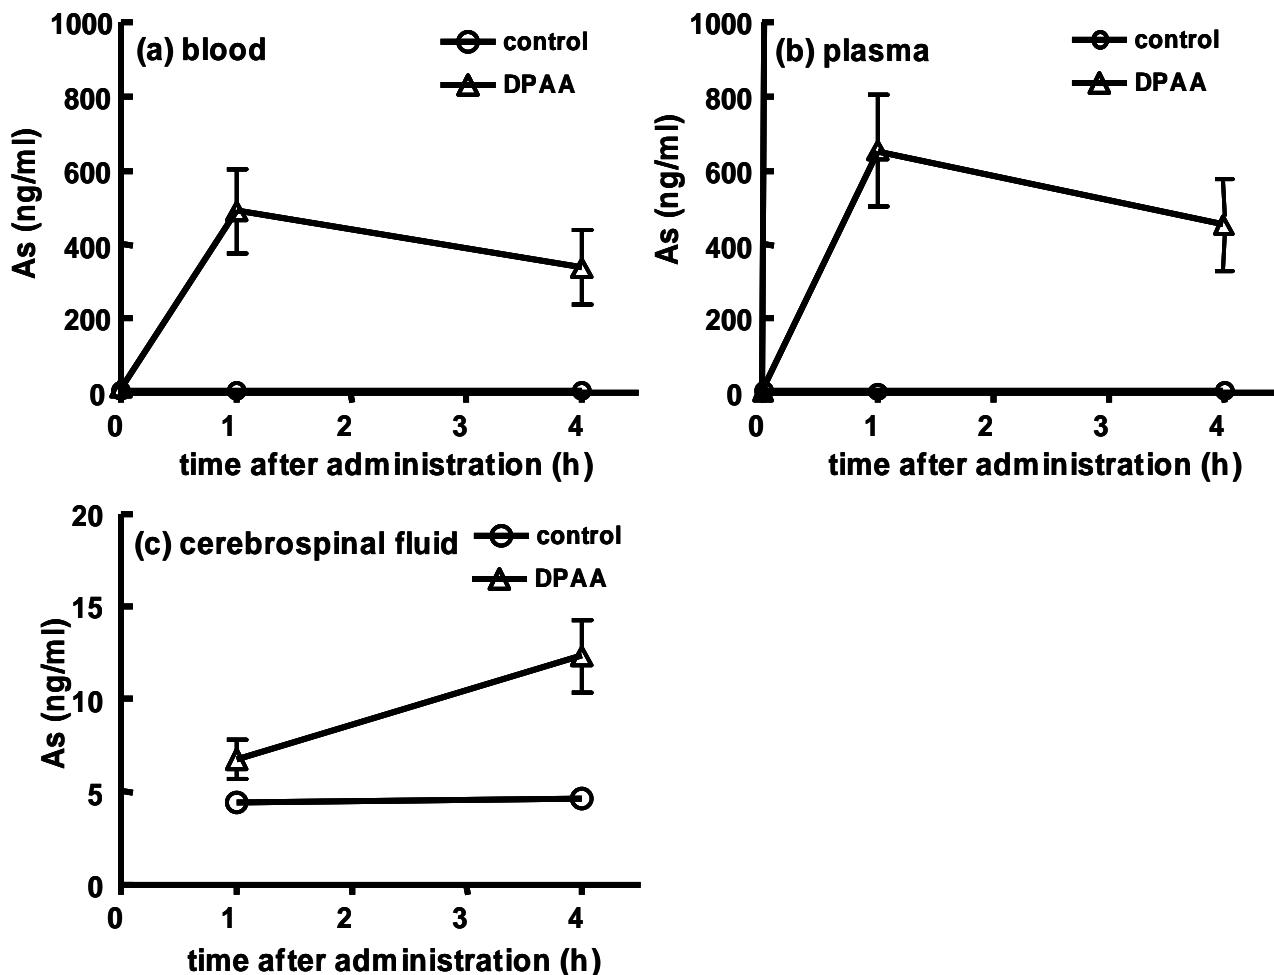 (a) blood
control
DPAA
As (ng/ml)
1000
800
600
400
200
0
0 1 2 3 4
time after administration (h)
(b) plasma
control
DPAA
As (ng/ml)
1000
800
600
400
200
0
0 1 2 3 4
time after administration (h)
(c) cerebrospinal fluid
control
DPAA
As (ng/ml)
20
15
10
5
0
0 1 2 3 4
time after administration (h)